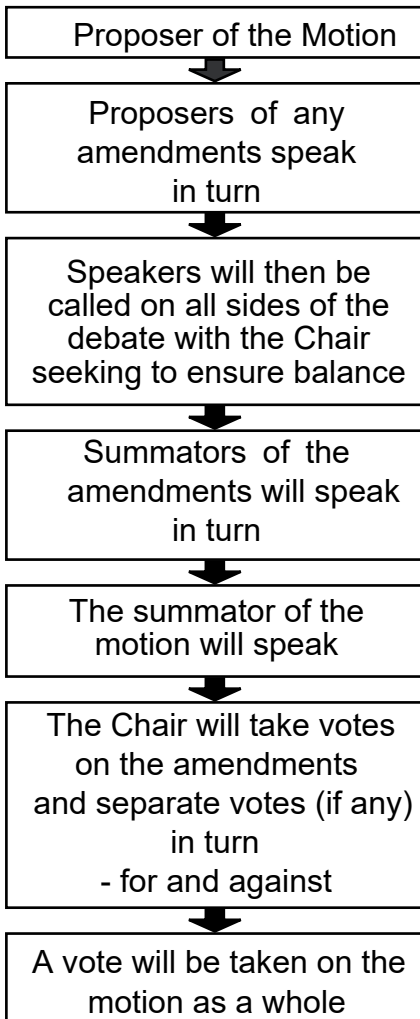 Proposer of the Motion
Proposers of any
amendments speak
in turn
Speakers will then be
called on all sides of the
debate with the Chair
seeking to ensure balance
Summators of the
amendments will speak
in turn
The summator of the
motion will speak
The Chair will take votes
on the amendments
and separate votes (if any)
in turn
- for and against
A vote will be taken on the
motion as a whole